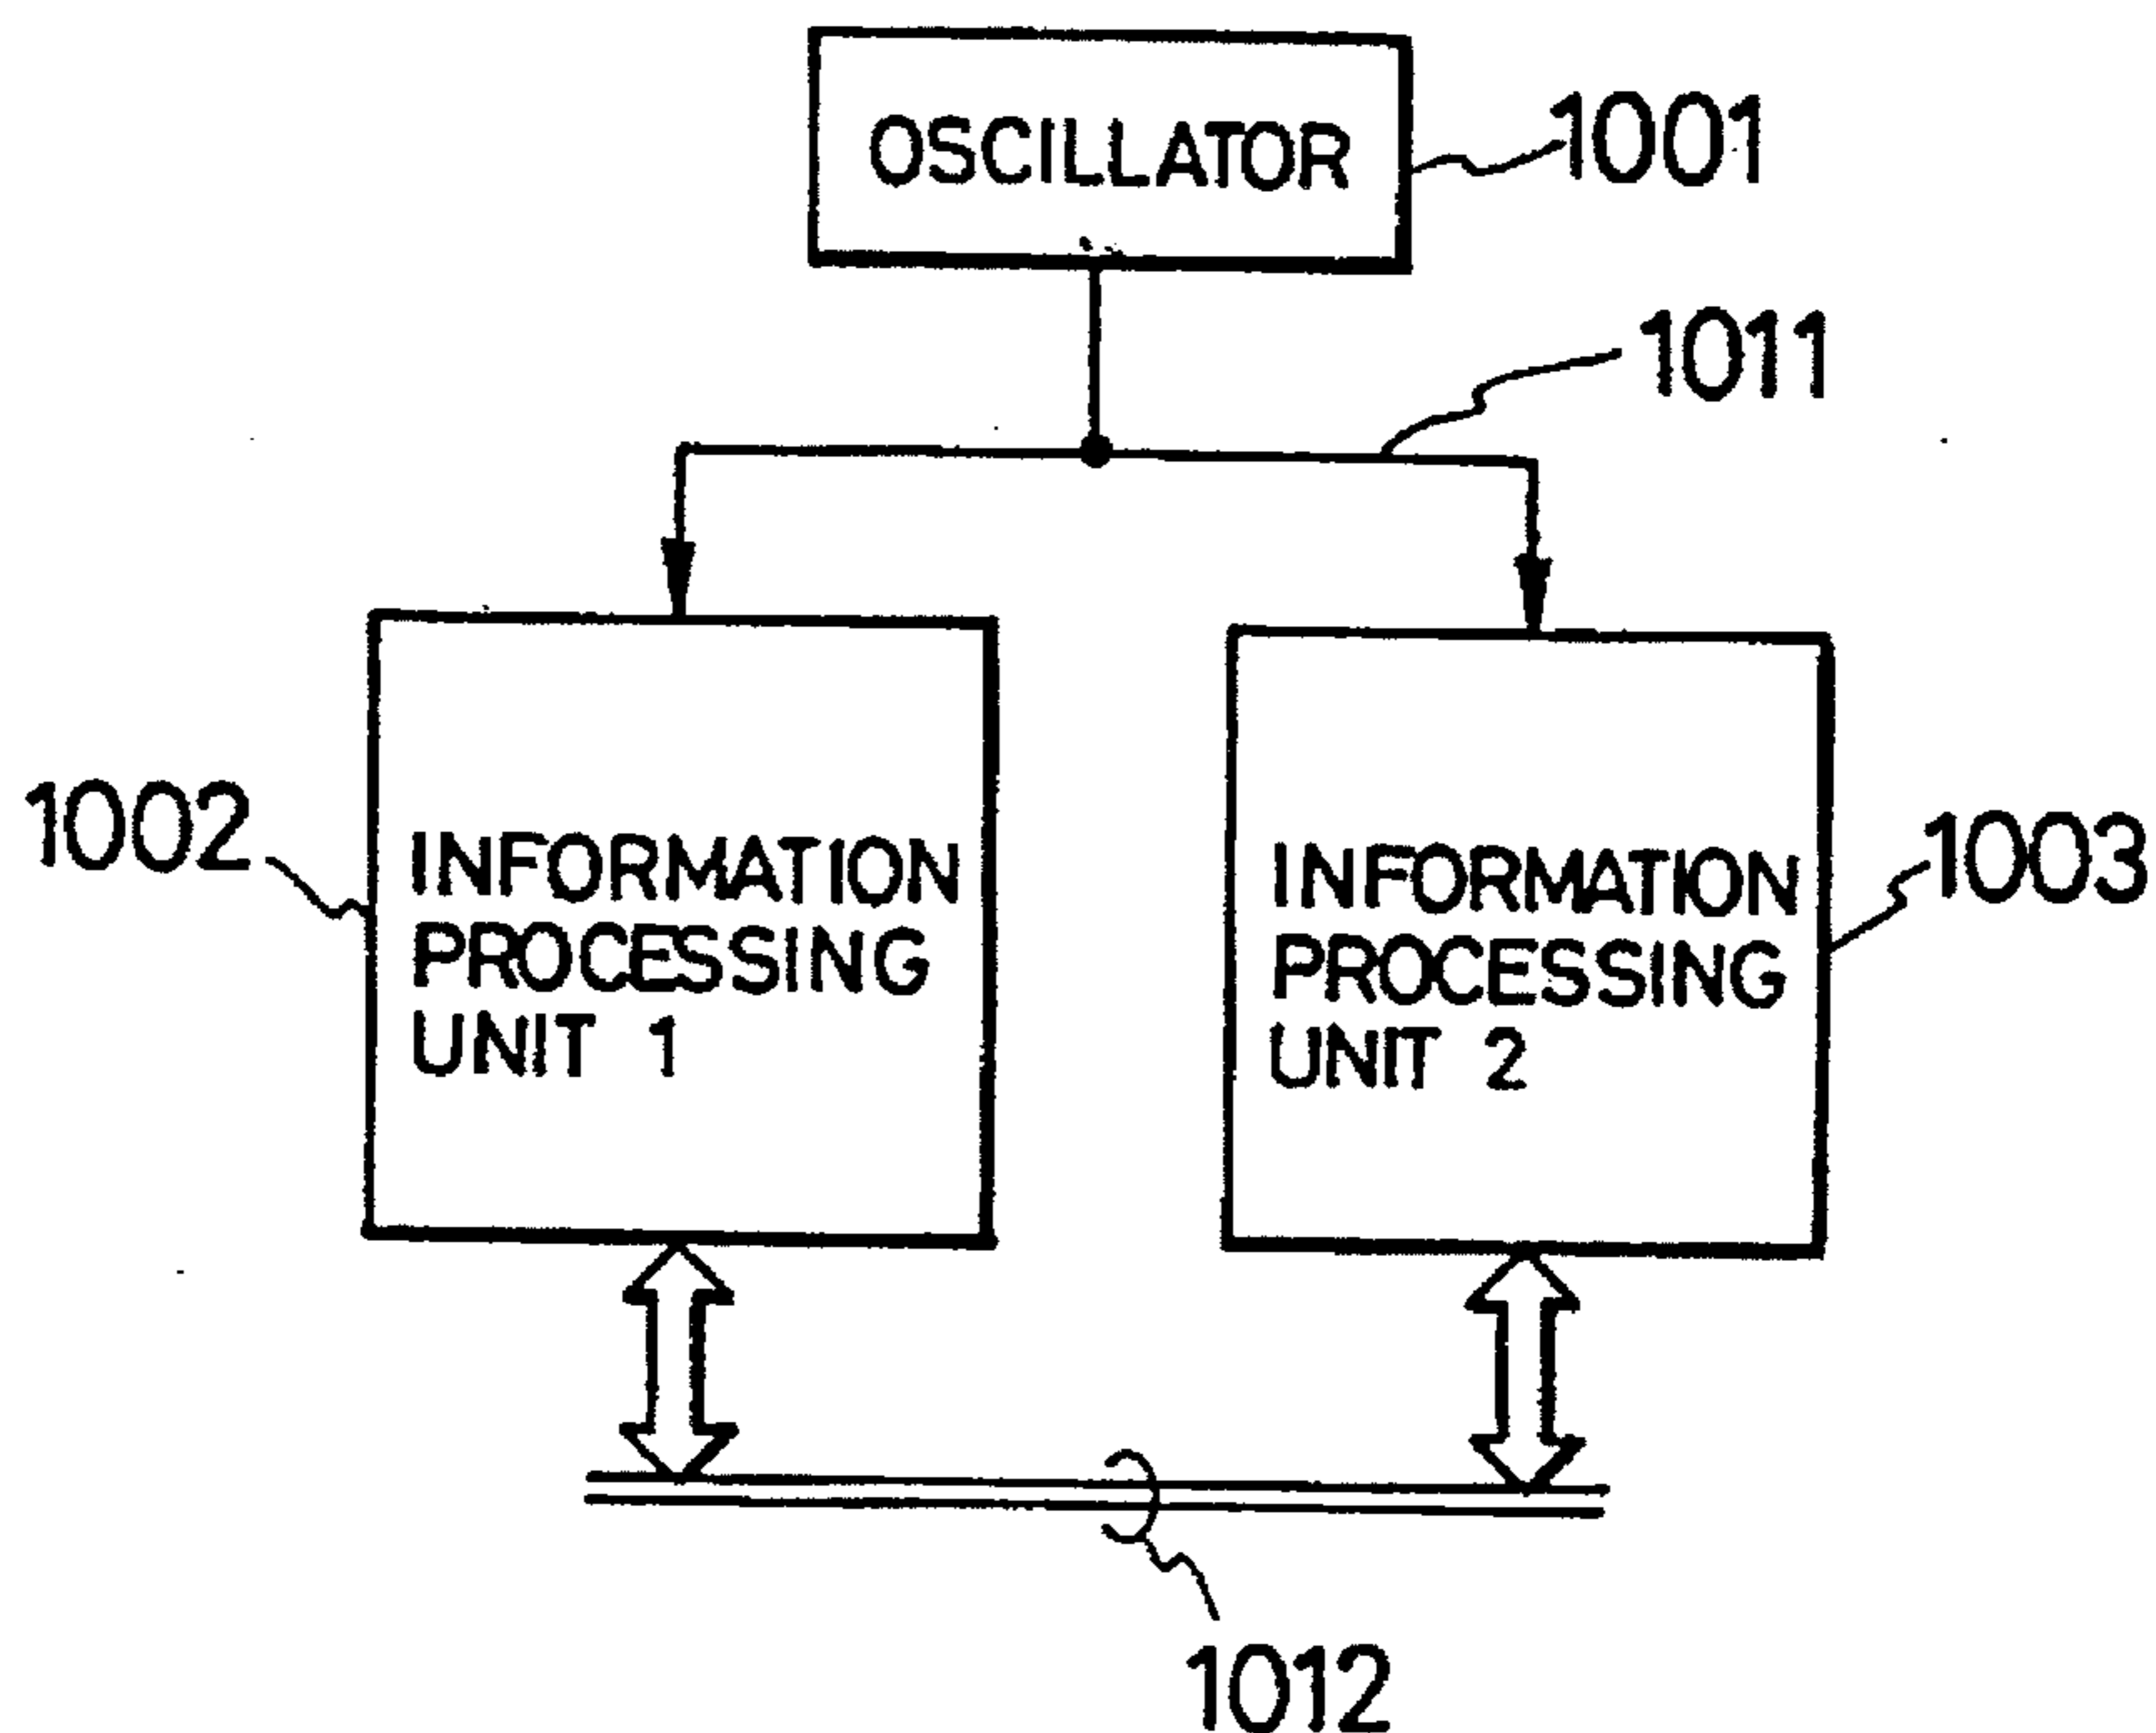 OSCILLATOR
1001
1011
1002
INFORMATION
PROCESSING
UNIT 1
INFORMATION
PROCESSING
UNIT 2
1003
1012